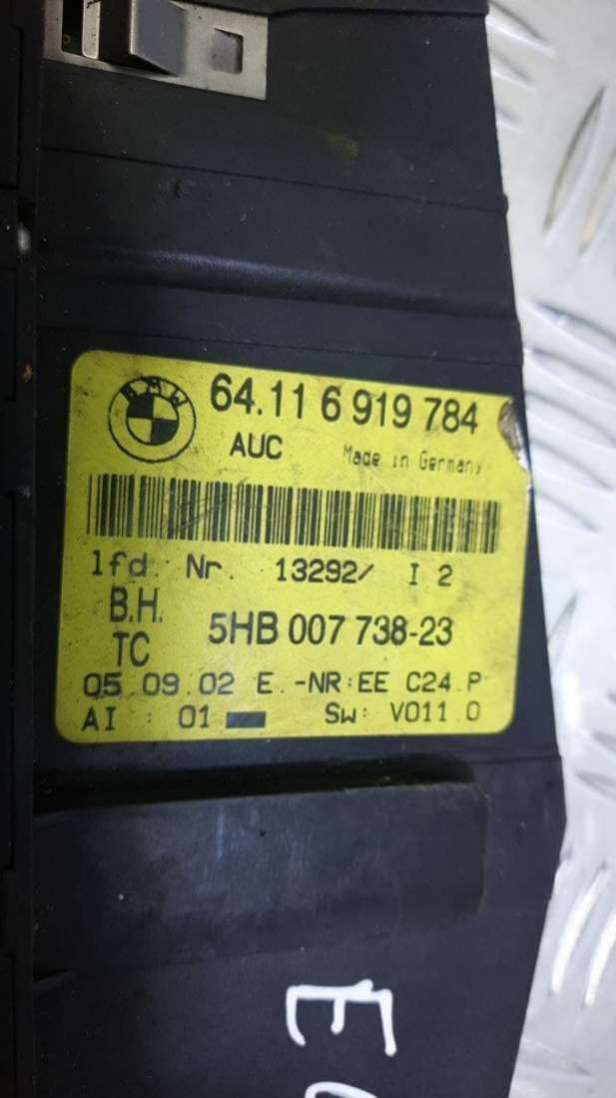 BMW
64.11 6 919 784
AUC Made in Germany
lfd. Nr. 13292/ I 2
B.H. TC 5HB 007 738-23
05.09.02 E.-NR:EE C24.P
AI : 01 SW: V011.0
E